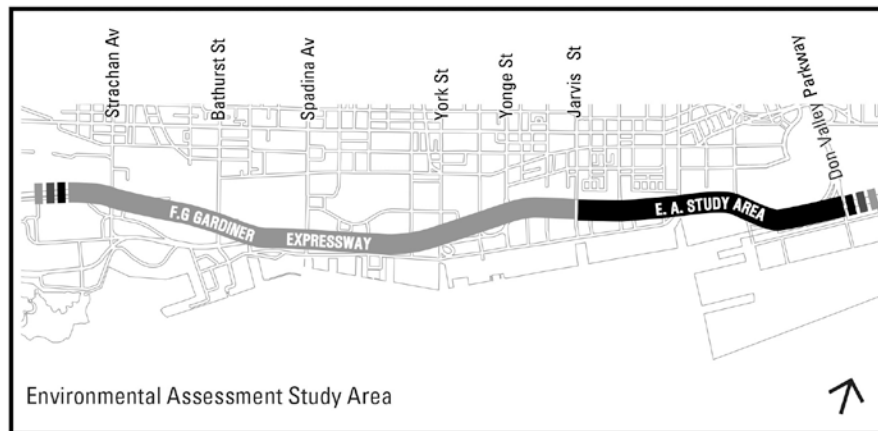 Strachan Av
Bathurst St
Spadina Av
York St
Yonge St
Jarvis St
Don Valley Parkway
F.G GARDINER
EXPRESSWAY
E. A. STUDY AREA
Environmental Assessment Study Area